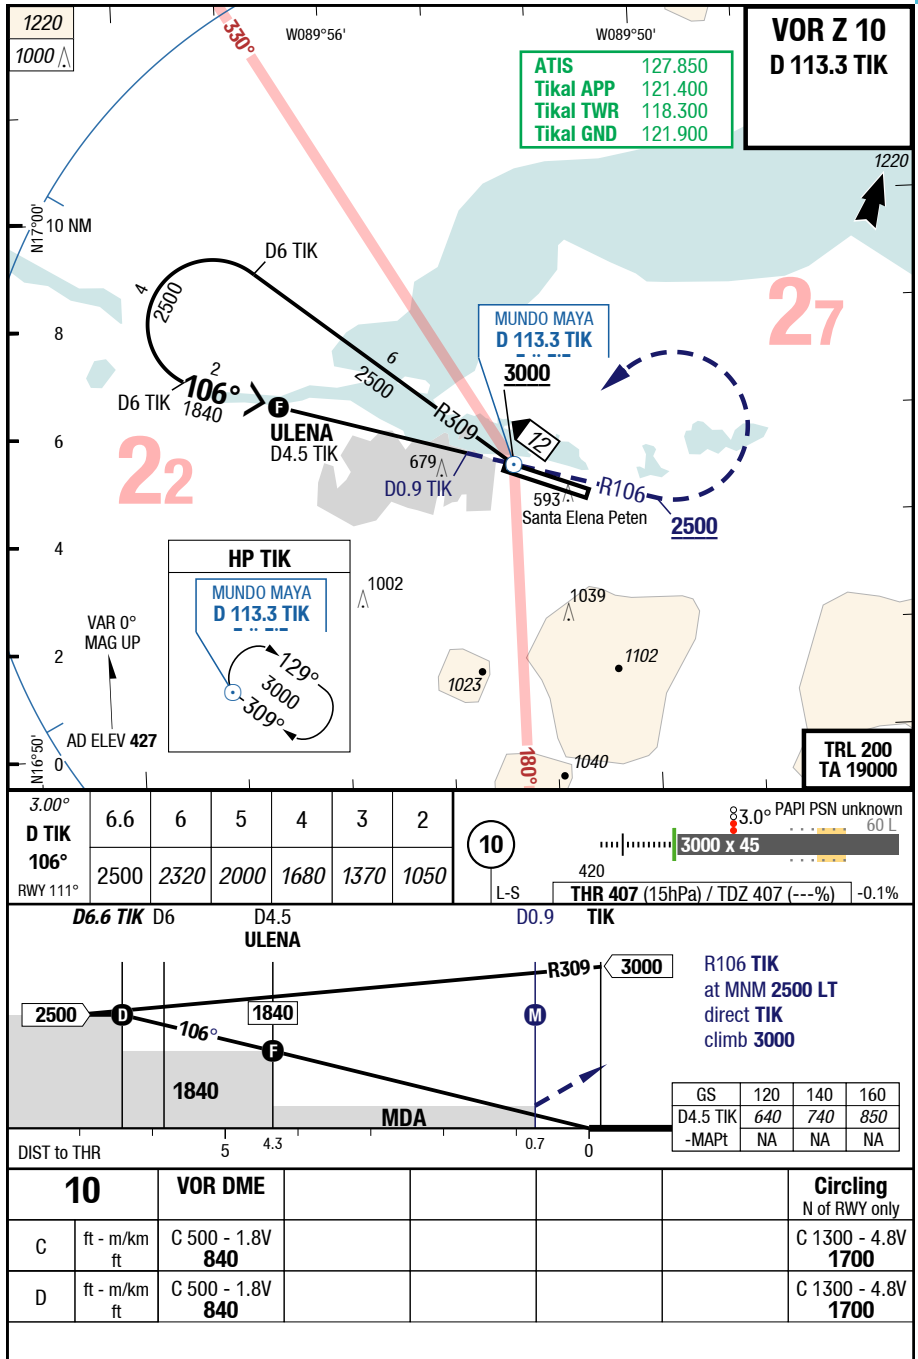 1220
1000
330°
W089°56'
W089°50'
VOR Z 10
D 113.3 TIK
ATIS 127.850
Tikal APP 121.400
Tikal TWR 118.300
Tikal GND 121.900
1220
N17°00'
10 NM
D6 TIK
4
2500
27
8
MUNDO MAYA
D 113.3 TIK
3000
6
2500
2
106°
1840
D6 TIK
F
ULENA
D4.5 TIK
R309
12
6
22
679
D0.9 TIK
R106
593
Santa Elena Peten
2500
4
HP TIK
MUNDO MAYA
D 113.3 TIK
129°
3000
309°
1002
1039
VAR 0°
MAG UP
2
1023
1102
AD ELEV 427
N16°50'
0
180°
1040
TRL 200
TA 19000
3.00°
D TIK
106°
RWY 111°
6.6 6 5 4 3 2
2500 2320 2000 1680 1370 1050
10
L-S
3.0° PAPI PSN unknown
60 L
3000 x 45
420
THR 407 (15hPa) / TDZ 407 (---%) -0.1%
D6.6 TIK D6 D4.5 D0.9 TIK
ULENA
R309 3000
2500 D 1840 M
106°
F
1840
MDA
R106 TIK
at MNM 2500 LT
direct TIK
climb 3000
GS 120 140 160
D4.5 TIK 640 740 850
-MAPt NA NA NA
DIST to THR 5 4.3 0.7 0
10 VOR DME Circling
N of RWY only
C ft - m/km C 500 - 1.8V C 1300 - 4.8V
ft 840 1700
D ft - m/km C 500 - 1.8V C 1300 - 4.8V
ft 840 1700